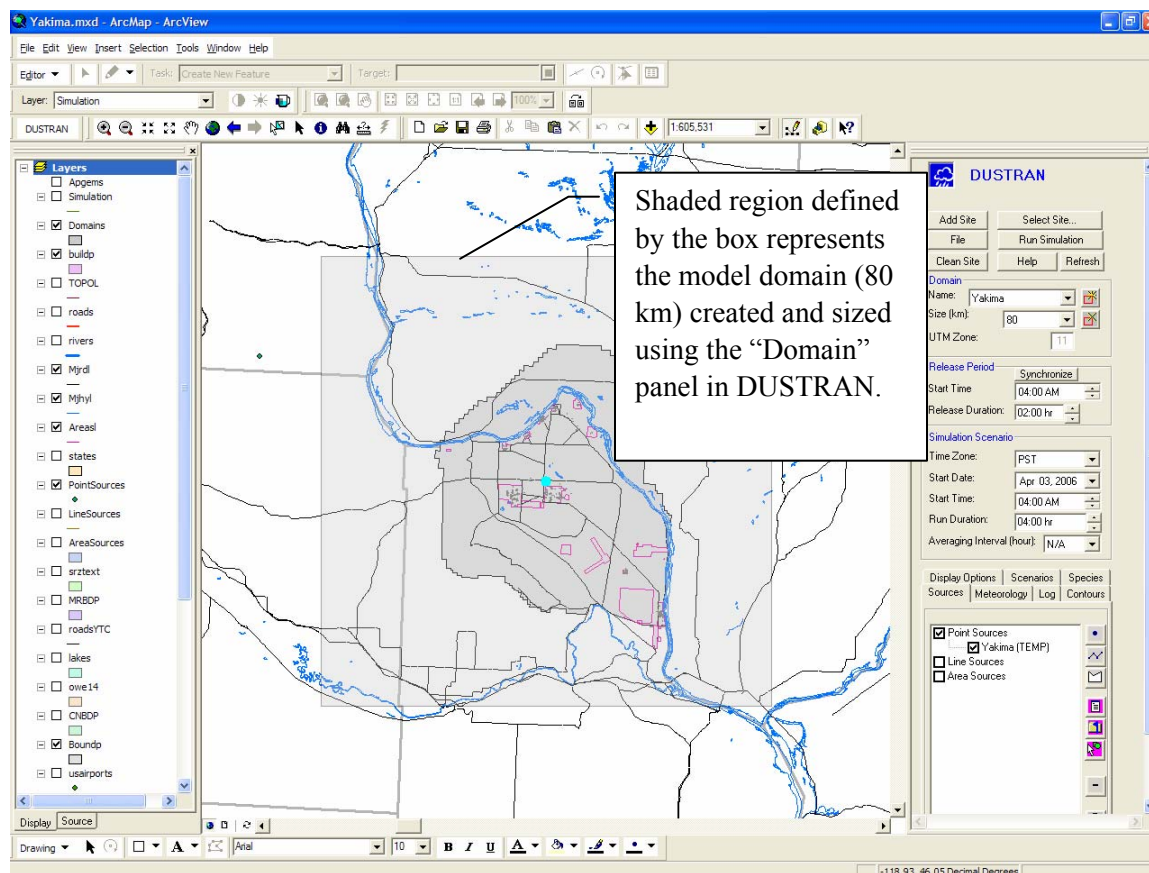 Yakima.mxd - ArcMap - ArcView
File Edit View Insert Selection Tools Window Help
Editor Task: Create New Feature Target:
Layer: Simulation 100%
DUSTRAN 1:605,531
Layers
Apgems
Simulation
Domains
buildp
TOPOL
roads
rivers
Mjrdl
Mjhyl
Areasl
states
PointSources
LineSources
AreaSources
srztext
MRBDP
roadsYTC
lakes
owe14
CNBDP
Boundp
usairports
Display Source
Shaded region defined
by the box represents
the model domain (80
km) created and sized
using the “Domain”
panel in DUSTRAN.
DUSTRAN
Add Site Select Site...
File Run Simulation
Clean Site Help Refresh
Domain
Name: Yakima
Size (km): 80
UTM Zone: 11
Release Period Synchronize
Start Time 04:00 AM
Release Duration: 02:00 hr
Simulation Scenario
Time Zone: PST
Start Date: Apr 03, 2006
Start Time: 04:00 AM
Run Duration: 04:00 hr
Averaging Interval (hour): N/A
Display Options Scenarios Species
Sources Meteorology Log Contours
Point Sources
Yakima (TEMP)
Line Sources
Area Sources
Drawing A Arial 10 B I U A
-118.93 46.05 Decimal Degrees